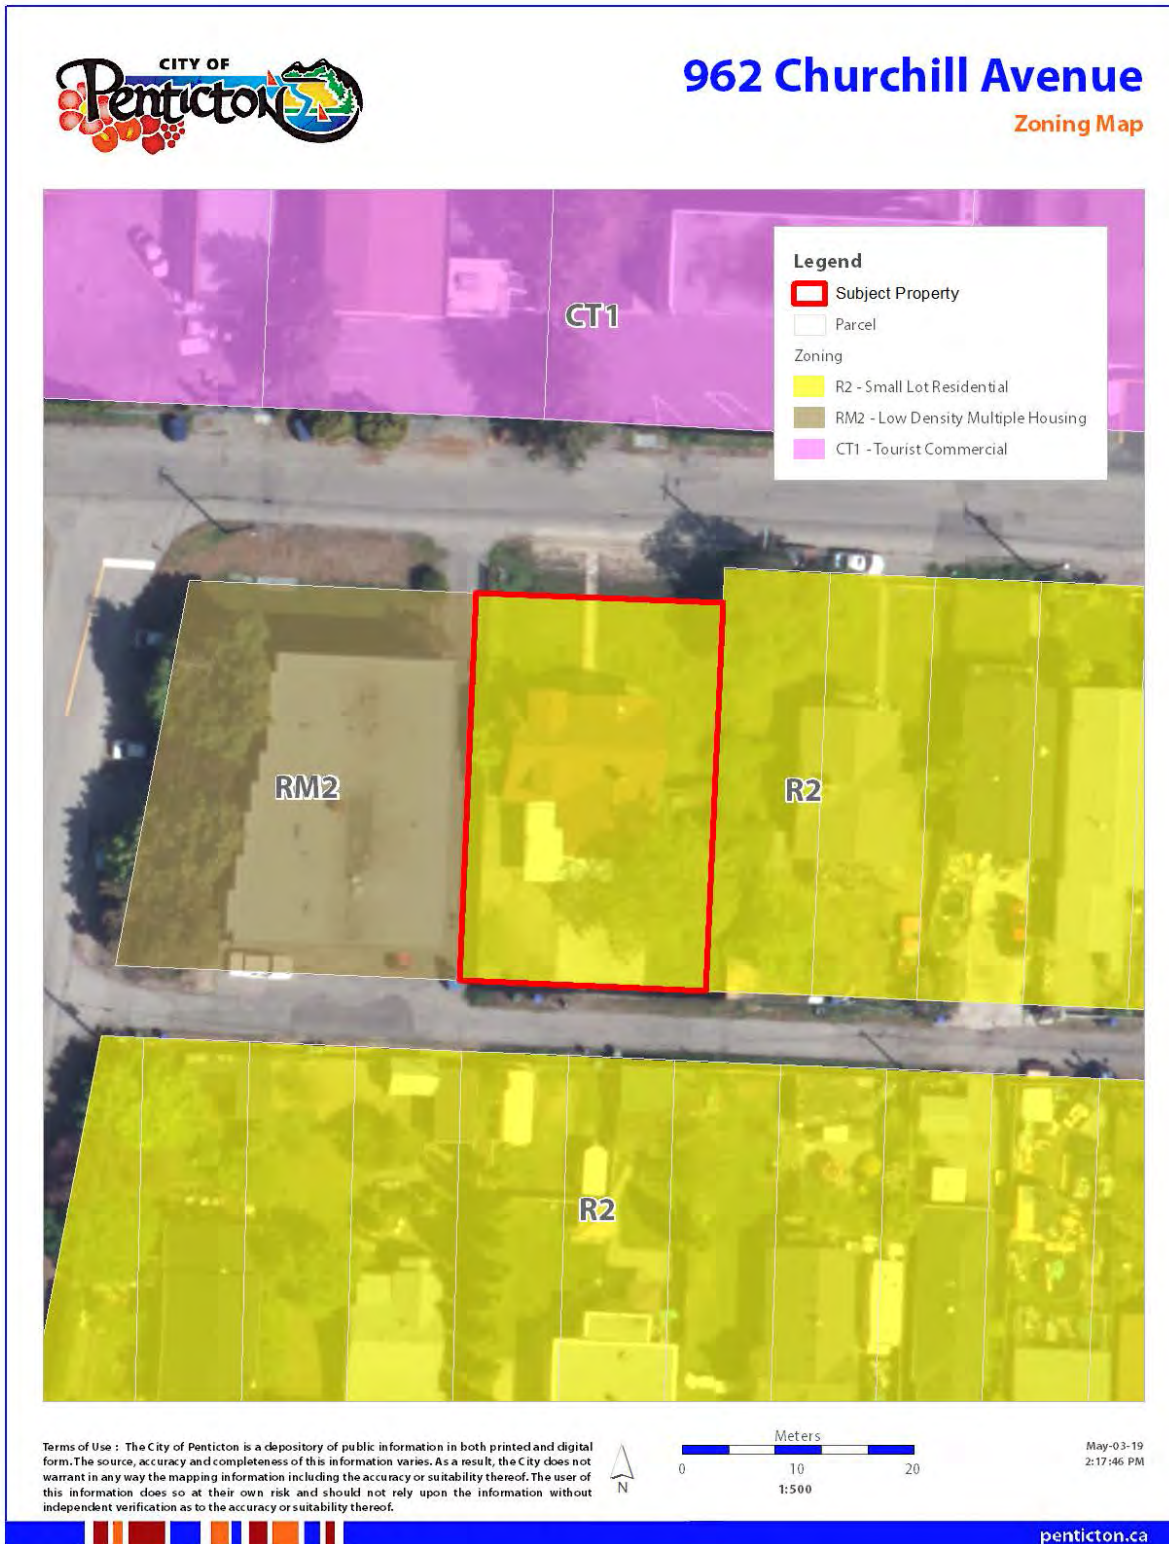 CITY OF
Penticton
962 Churchill Avenue
Zoning Map
CT1
Legend
Subject Property
Parcel
Zoning
R2 - Small Lot Residential
RM2 - Low Density Multiple Housing
CT1 - Tourist Commercial
RM2
R2
R2
Terms of Use : The City of Penticton is a depository of public information in both printed and digital
form. The source, accuracy and completeness of this information varies. As a result, the City does not
warrant in any way the mapping information including the accuracy or suitability thereof. The user of
this information does so at their own risk and should not rely upon the information without
independent verification as to the accuracy or suitability thereof.
N
Meters
0 10 20
1:500
May-03-19
2:17:46 PM
penticton.ca